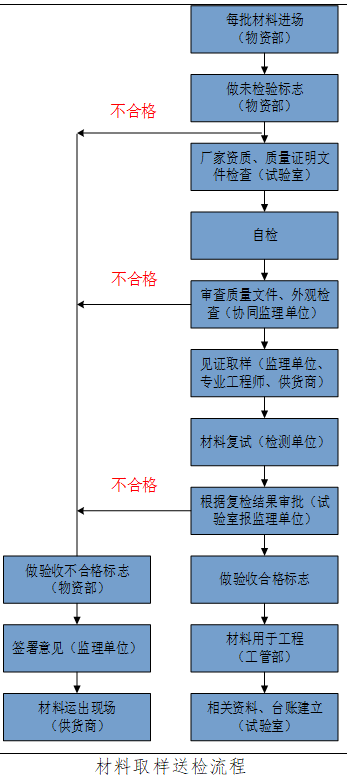 每批材料进场
（物资部）
做未检验标志
（物资部）
不合格
厂家资质、质量证明文
件检查（试验室）
自检
不合格
审查质量文件、外观检
查（协同监理单位）
见证取样（监理单位、
专业工程师、供货商）
材料复试（检测单位）
不合格
根据复检结果审批（试
验室报监理单位）
做验收不合格标志
（物资部）
做验收合格标志
签署意见（监理单位）
材料用于工程
（工管部）
材料运出现场
（供货商）
相关资料、台账建立
（试验室）
材料取样送检流程